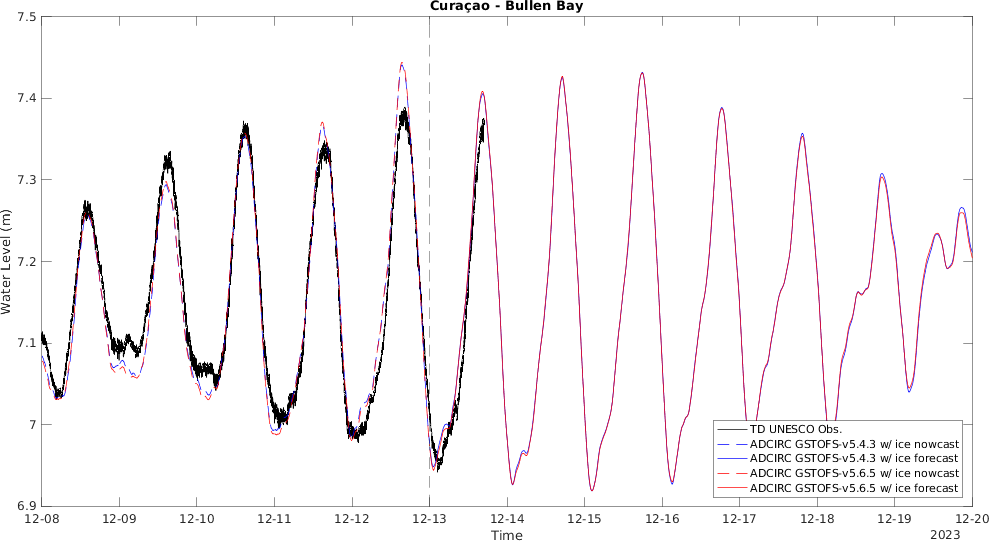 Curaçao - Bullen Bay
7.5
7.4
7.3
7.2
7.1
7
6.9
Water Level (m)
TD UNESCO Obs.
ADCIRC GSTOFS-v5.4.3 w/ ice nowcast
ADCIRC GSTOFS-v5.4.3 w/ ice forecast
ADCIRC GSTOFS-v5.6.5 w/ ice nowcast
ADCIRC GSTOFS-v5.6.5 w/ ice forecast
12-08 12-09 12-10 12-11 12-12 12-13 12-14 12-15 12-16 12-17 12-18 12-19 12-20
Time
2023